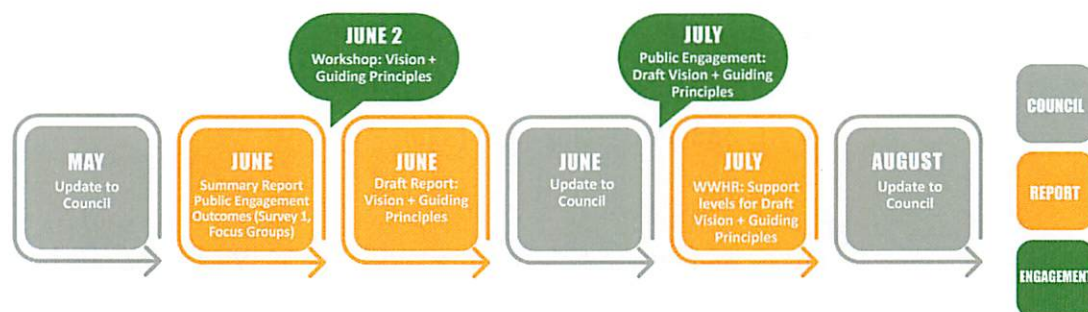 JUNE 2
Workshop: Vision +
Guiding Principles
JULY
Public Engagement:
Draft Vision + Guiding
Principles
MAY
Update to
Council
JUNE
Summary Report
Public Engagement
Outcomes (Survey 1,
Focus Groups)
JUNE
Draft Report:
Vision + Guiding
Principles
JUNE
Update to
Council
JULY
WWHR: Support
levels for Draft
Vision + Guiding
Principles
AUGUST
Update to
Council
COUNCIL
REPORT
ENGAGEMENT